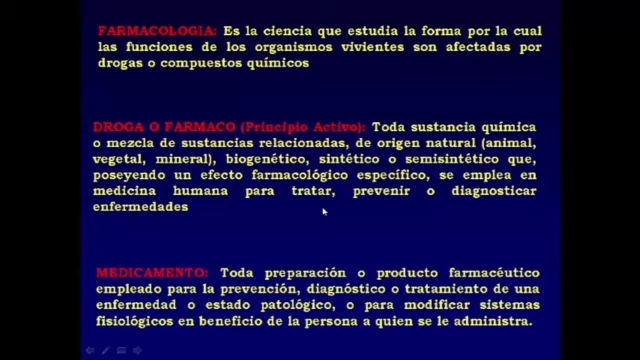 FARMACOLOGIA: Es la ciencia que estudia la forma por la cual
las funciones de los organismos vivientes son afectadas por
drogas o compuestos químicos
DROGA O FARMACO (Principio Activo): Toda sustancia química
o mezcla de sustancias relacionadas, de origen natural (animal,
vegetal, mineral), biogenético, sintético o semisintético que,
poseyendo un efecto farmacológico específico, se emplea en
medicina humana para tratar, prevenir o diagnosticar
enfermedades
MEDICAMENTO: Toda preparación o producto farmacéutico
empleado para la prevención, diagnóstico o tratamiento de una
enfermedad o estado patológico, o para modificar sistemas
fisiológicos en beneficio de la persona a quien se le administra.